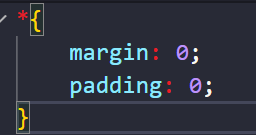 *{
margin: 0;
padding: 0;
}